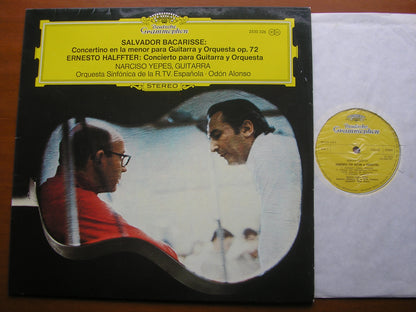 Deutsche
Grammophon
2530 326
SALVADOR BACARISSE:
Concertino en la menor para Guitarra y Orquesta op. 72
ERNESTO HALFFTER: Concierto para Guitarra y Orquesta
NARCISO YEPES, GUITARRA
Orquesta Sinfónica de la R.TV. Española · Odón Alonso
STEREO
Deutsche
Grammophon